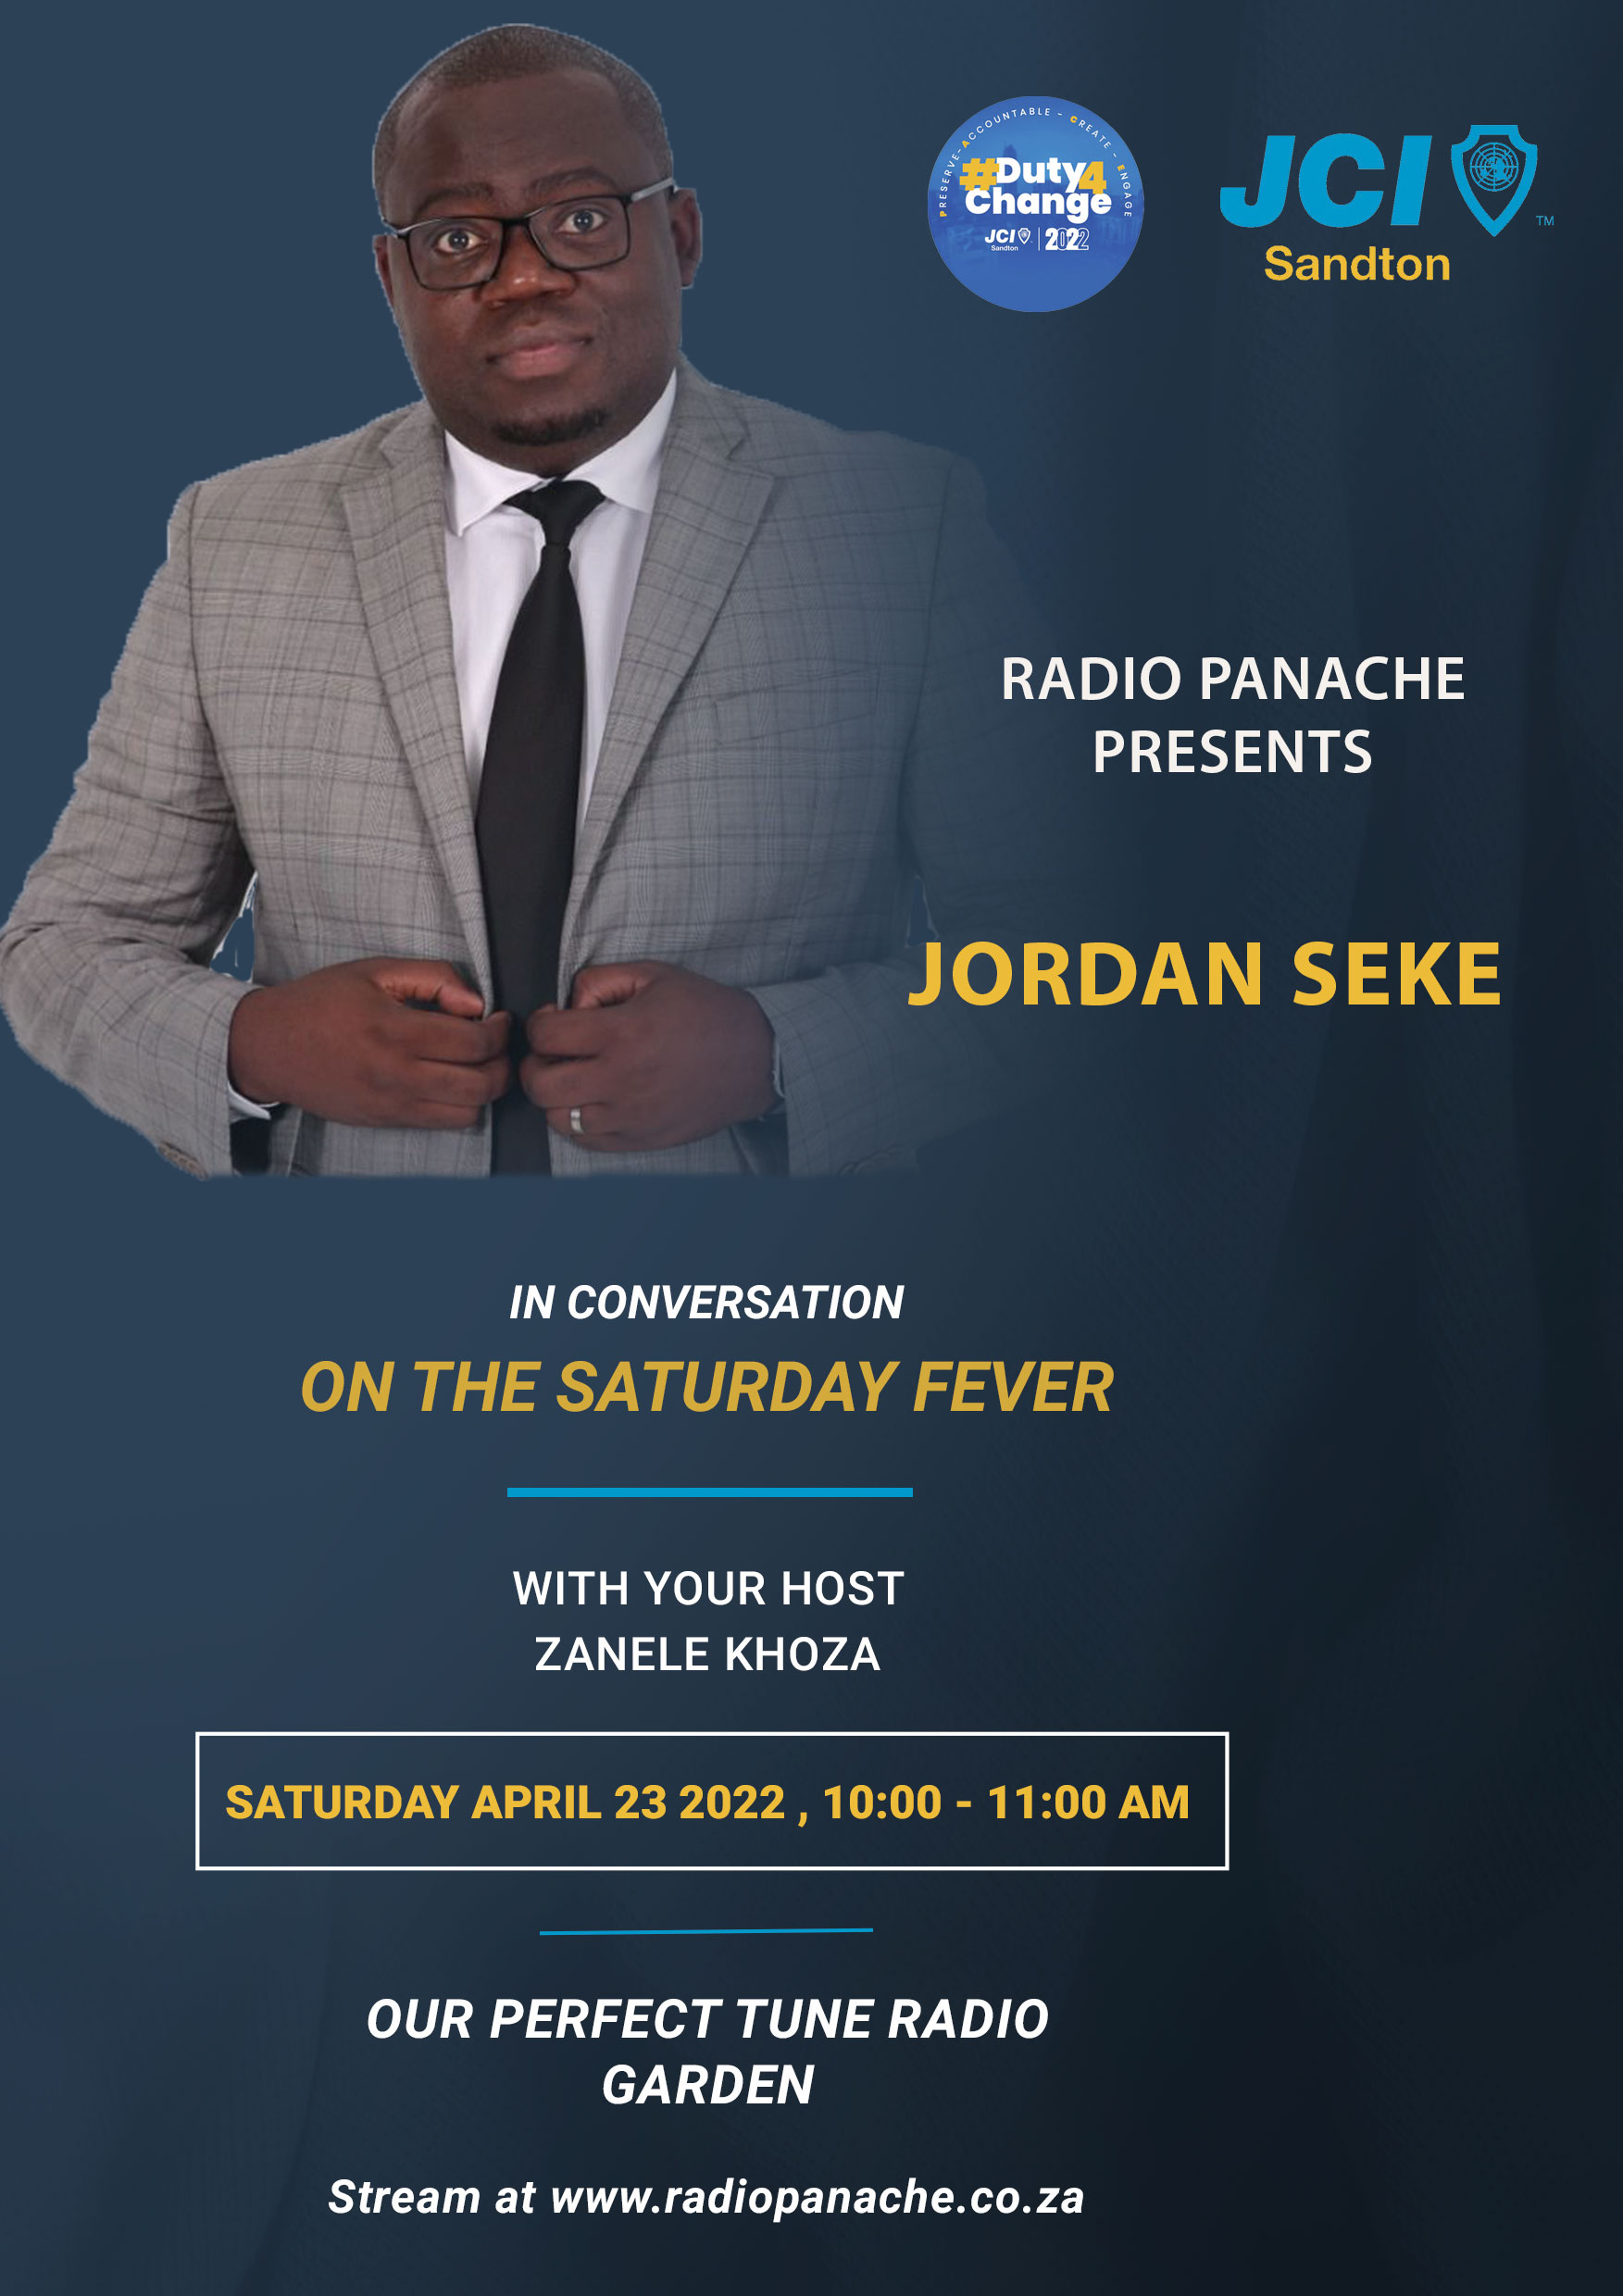 PRESERVE-ACCOUNTABLE - CREATE - ENGAGE
#Duty4
Change
JCI | 2022
Sandton
JCI TM
Sandton
RADIO PANACHE
PRESENTS
JORDAN SEKE
IN CONVERSATION
ON THE SATURDAY FEVER
WITH YOUR HOST
ZANELE KHOZA
SATURDAY APRIL 23 2022 , 10:00 - 11:00 AM
OUR PERFECT TUNE RADIO
GARDEN
Stream at www.radiopanache.co.za